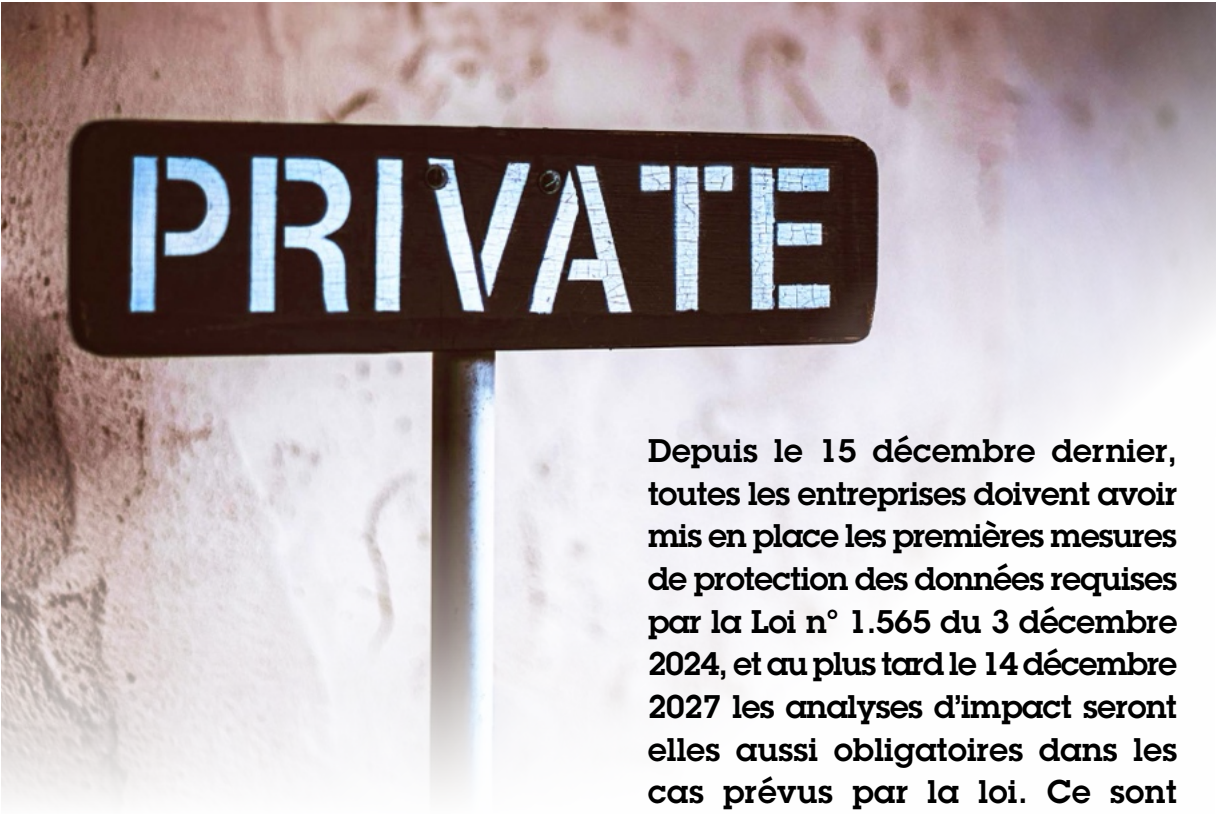 PRIVATE
Depuis le 15 décembre dernier,
toutes les entreprises doivent avoir
mis en place les premières mesures
de protection des données requises
par la Loi n° 1.565 du 3 décembre
2024, et au plus tard le 14 décembre
2027 les analyses d’impact seront
elles aussi obligatoires dans les
cas prévus par la loi. Ce sont